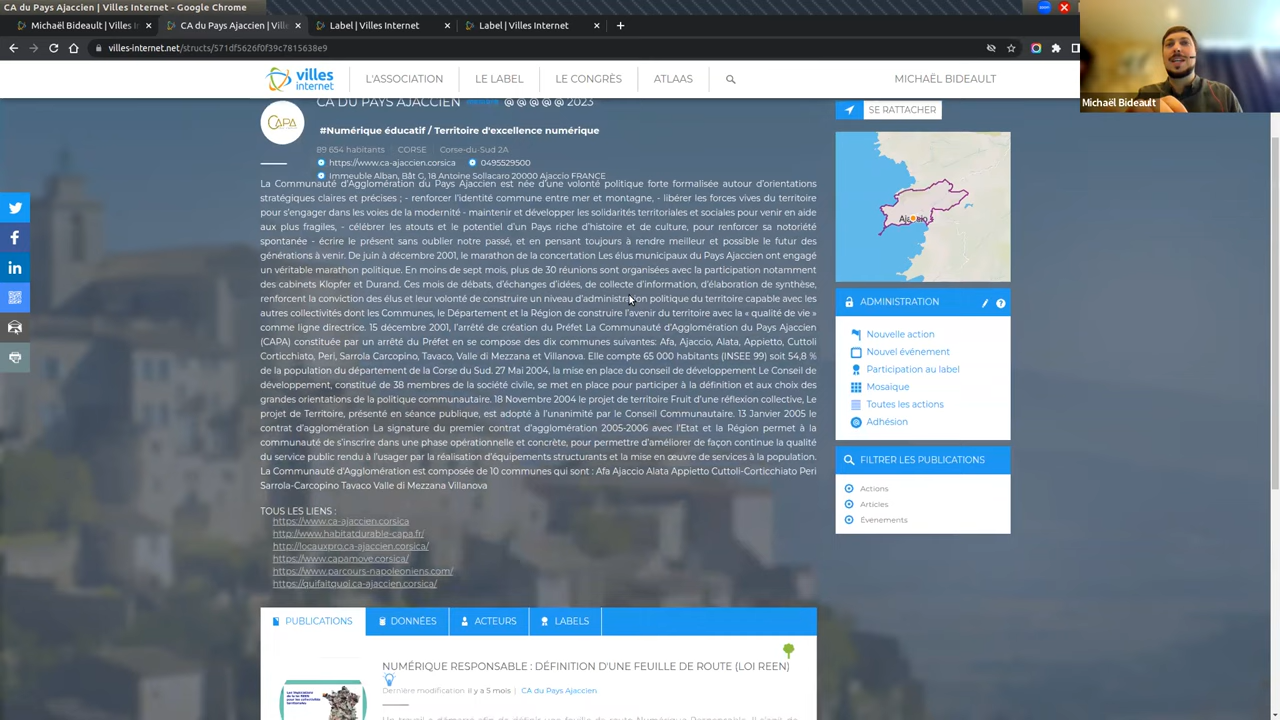 CA du Pays Ajaccien | Villes Internet - Google Chrome
Michaël Bideault | Villes I
CA du Pays Ajaccien | Ville
Label | Villes Internet
Label | Villes Internet
villes-internet.net/structs/571df5626f0f39c7815638e9
villes internet
L'ASSOCIATION
LE LABEL
LE CONGRÈS
ATLAAS
MICHAËL BIDEAULT
Michaël Bideault
CA DU PAYS AJACCIEN @ @ @ @ @ 2023
CAPA
#Numérique éducatif / Territoire d'excellence numérique
89 654 habitants CORSE Corse-du-Sud 2A
https://www.ca-ajaccien.corsica 0495529500
Immeuble Alban, Bât G, 18 Antoine Sollacaro 20000 Ajaccio FRANCE
La Communauté d'Agglomération du Pays Ajaccien est née d'une volonté politique forte formalisée autour d'orientations
stratégiques claires et précises ; - renforcer l'identité commune entre mer et montagne, - libérer les forces vives du territoire
pour s'engager dans les voies de la modernité - maintenir et développer les solidarités territoriales et sociales pour venir en aide
aux plus fragiles, - célébrer les atouts et le potentiel d'un Pays riche d'histoire et de culture, pour renforcer sa notoriété
spontanée - écrire le présent sans oublier notre passé, et en pensant toujours à rendre meilleur et possible le futur des
générations à venir. De juin à décembre 2001, le marathon de la concertation Les élus municipaux du Pays Ajaccien ont engagé
un véritable marathon politique. En moins de sept mois, plus de 30 réunions sont organisées avec la participation notamment
des cabinets Klopfer et Durand. Ces mois de débats, d'échanges d'idées, de collecte d'information, d'élaboration de synthèse,
renforcent la conviction des élus et leur volonté de construire un niveau d'administration politique du territoire capable avec les
autres collectivités dont les Communes, le Département et la Région de construire l'avenir du territoire avec la « qualité de vie »
comme ligne directrice. 15 décembre 2001, l'arrêté de création du Préfet La Communauté d'Agglomération du Pays Ajaccien
(CAPA) constituée par un arrêté du Préfet en se compose des dix communes suivantes: Afa, Ajaccio, Alata, Appietto, Cuttoli
Corticchiato, Peri, Sarrola Carcopino, Tavaco, Valle di Mezzana et Villanova. Elle compte 65 000 habitants (INSEE 99) soit 54,8 %
de la population du département de la Corse du Sud. 27 Mai 2004, la mise en place du conseil de développement Le Conseil de
développement, constitué de 38 membres de la société civile, se met en place pour participer à la définition et aux choix des
grandes orientations de la politique communautaire. 18 Novembre 2004 le projet de territoire Fruit d'une réflexion collective, Le
projet de Territoire, présenté en séance publique, est adopté à l'unanimité par le Conseil Communautaire. 13 Janvier 2005 le
contrat d'agglomération La signature du premier contrat d'agglomération 2005-2006 avec l'Etat et la Région permet à la
communauté de s'inscrire dans une phase opérationnelle et concrète, pour permettre d'améliorer de façon continue la qualité
du service public rendu à l'usager par la réalisation d'équipements structurants et la mise en œuvre de services à la population.
La Communauté d'Agglomération est composée de 10 communes qui sont : Afa Ajaccio Alata Appietto Cuttoli-Corticchiato Peri
Sarrola-Carcopino Tavaco Valle di Mezzana Villanova
TOUS LES LIENS :
https://www.ca-ajaccien.corsica
http://www.habitatdurable-capa.fr/
http://locauxpro.ca-ajaccien.corsica/
https://www.capamove.corsica/
https://www.parcours-napoleoniens.com/
https://quifaitquoi.ca-ajaccien.corsica/
PUBLICATIONS
DONNÉES
ACTEURS
LABELS
NUMÉRIQUE RESPONSABLE : DÉFINITION D'UNE FEUILLE DE ROUTE (LOI REEN)
Dernière modification il y a 5 mois | CA du Pays Ajaccien
SE RATTACHER
ADMINISTRATION
Nouvelle action
Nouvel événement
Participation au label
Mosaïque
Toutes les actions
Adhésion
FILTRER LES PUBLICATIONS
Actions
Articles
Évenements